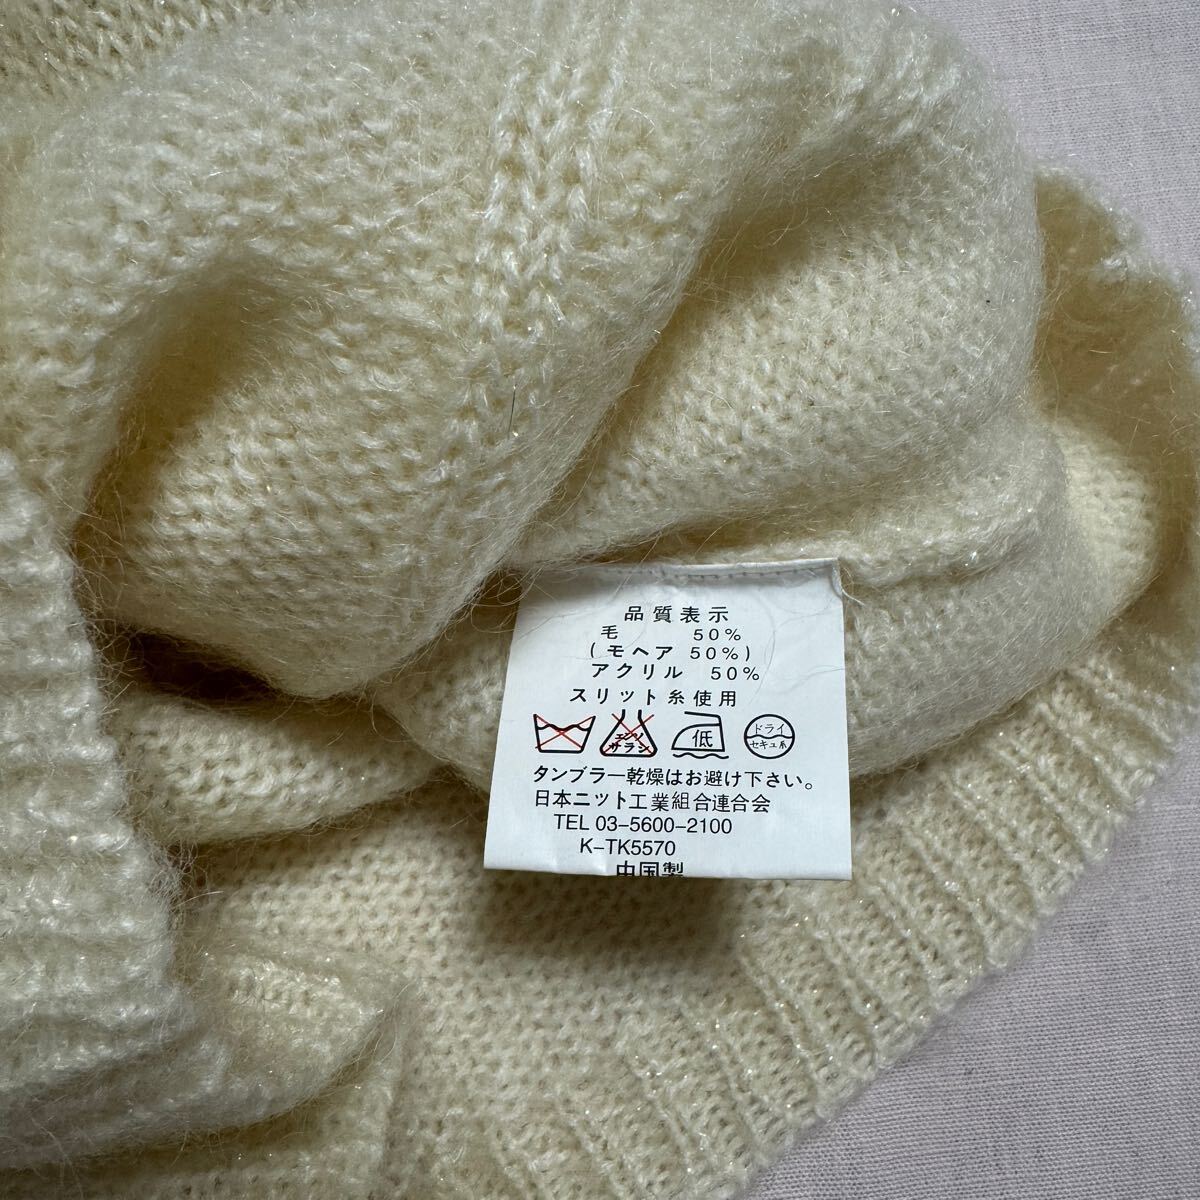 品質表示
毛 50%
(モヘア 50%)
アクリル 50%
スリット糸使用
エンソサラシ 低 ドライ セキユ系
タンブラー乾燥はお避け下さい。
日本ニット工業組合連合会
TEL 03-5600-2100
K-TK5570
中国製